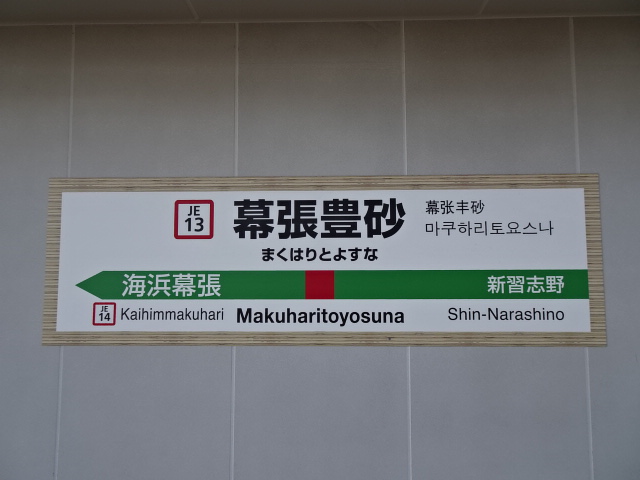 JE
13
幕張豊砂
幕张丰砂
마쿠하리토요스나
まくはりとよすな
海浜幕張
新習志野
JE
14
Kaihimmakuhari
Makuharitoyosuna
Shin-Narashino